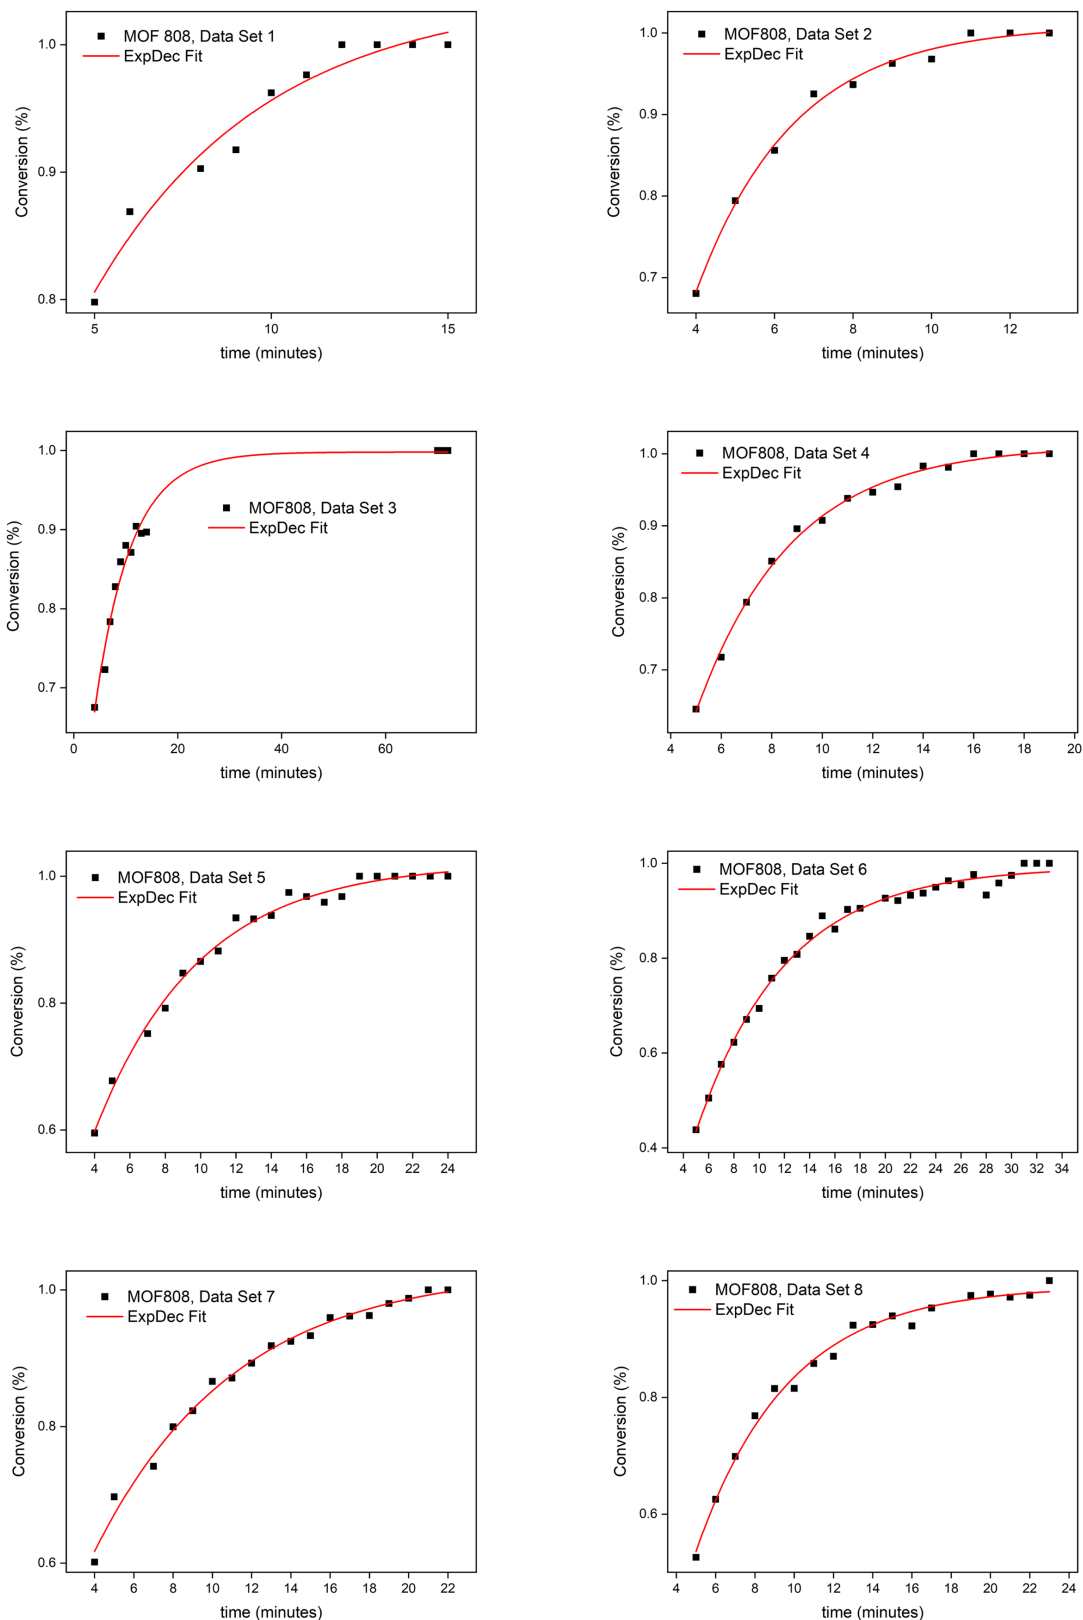 MOF 808, Data Set 1
ExpDec Fit
1.0
0.9
0.8
Conversion (%)
5 10 15
time (minutes)
MOF808, Data Set 2
ExpDec Fit
1.0
0.9
0.8
0.7
Conversion (%)
4 6 8 10 12
time (minutes)
MOF808, Data Set 3
ExpDec Fit
1.0
0.9
0.8
0.7
Conversion (%)
0 20 40 60
time (minutes)
MOF808, Data Set 4
ExpDec Fit
1.0
0.9
0.8
0.7
Conversion (%)
4 6 8 10 12 14 16 18 20
time (minutes)
MOF808, Data Set 5
ExpDec Fit
1.0
0.8
0.6
Conversion (%)
4 6 8 10 12 14 16 18 20 22 24
time (minutes)
MOF808, Data Set 6
ExpDec Fit
1.0
0.8
0.6
0.4
Conversion (%)
4 6 8 10 12 14 16 18 20 22 24 26 28 30 32 34
time (minutes)
MOF808, Data Set 7
ExpDec Fit
1.0
0.8
0.6
Conversion (%)
4 6 8 10 12 14 16 18 20 22
time (minutes)
MOF808, Data Set 8
ExpDec Fit
1.0
0.8
0.6
Conversion (%)
4 6 8 10 12 14 16 18 20 22 24
time (minutes)